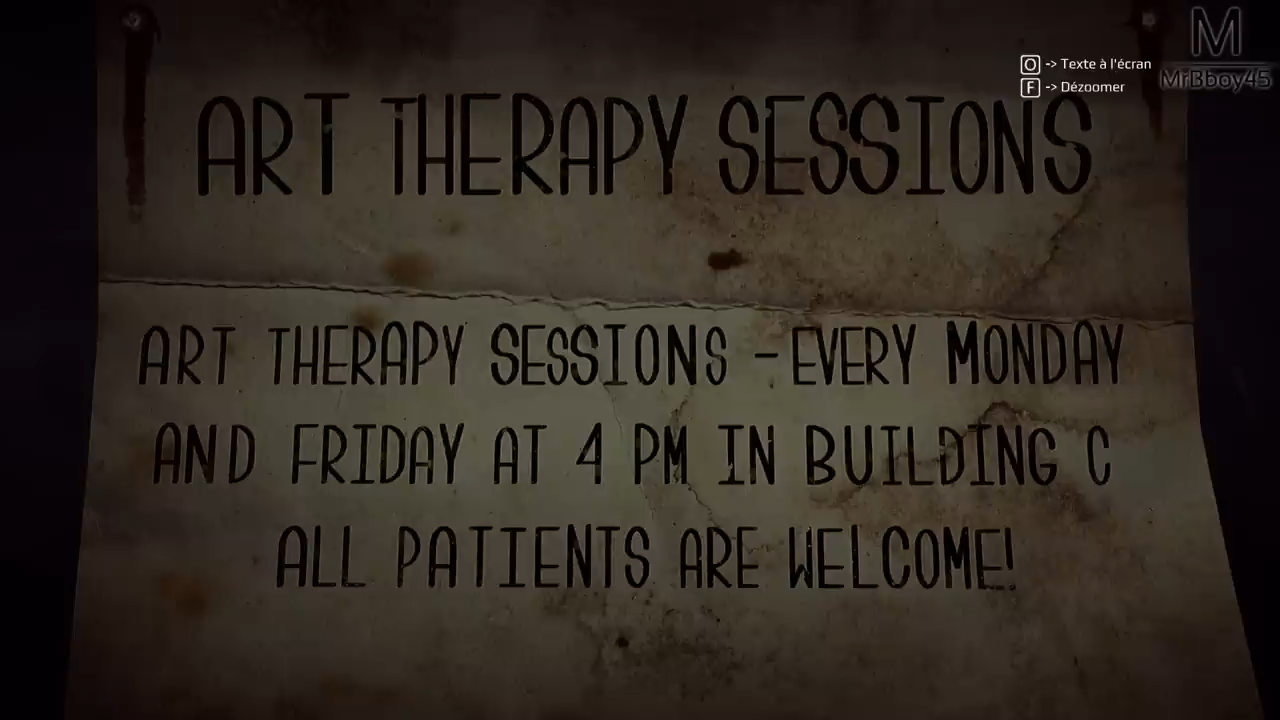 M
MrBboy45
O -> Texte à l'écran
F -> Dézoomer
ART THERAPY SESSIONS
ART THERAPY SESSIONS - EVERY MONDAY
AND FRIDAY AT 4 PM IN BUILDING C
ALL PATIENTS ARE WELCOME!